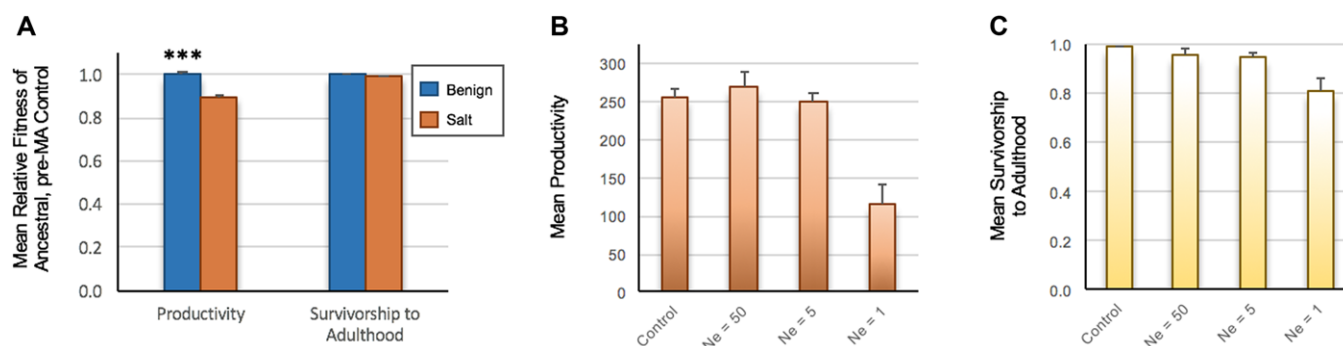 A
Mean Relative Fitness of
Ancestral, pre-MA Control
1.0
0.8
0.6
0.4
0.2
0.0
***
Benign
Salt
Productivity
Survivorship to
Adulthood
B
Mean Productivity
300
250
200
150
100
50
0
Control
Ne = 50
Ne = 5
Ne = 1
C
Mean Survivorship
to Adulthood
1.0
0.8
0.6
0.4
0.2
0.0
Control
Ne = 50
Ne = 5
Ne = 1